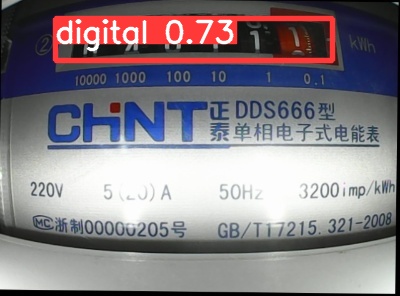 digital 0.73
② 1 1 kWh
10000 1000 100 10 1 0.1
CHNT 正泰 DDS666型
单相电子式电能表
220V 5(20)A 50Hz 3200imp/kWh
MC 浙制00000205号 GB/T17215.321-2008